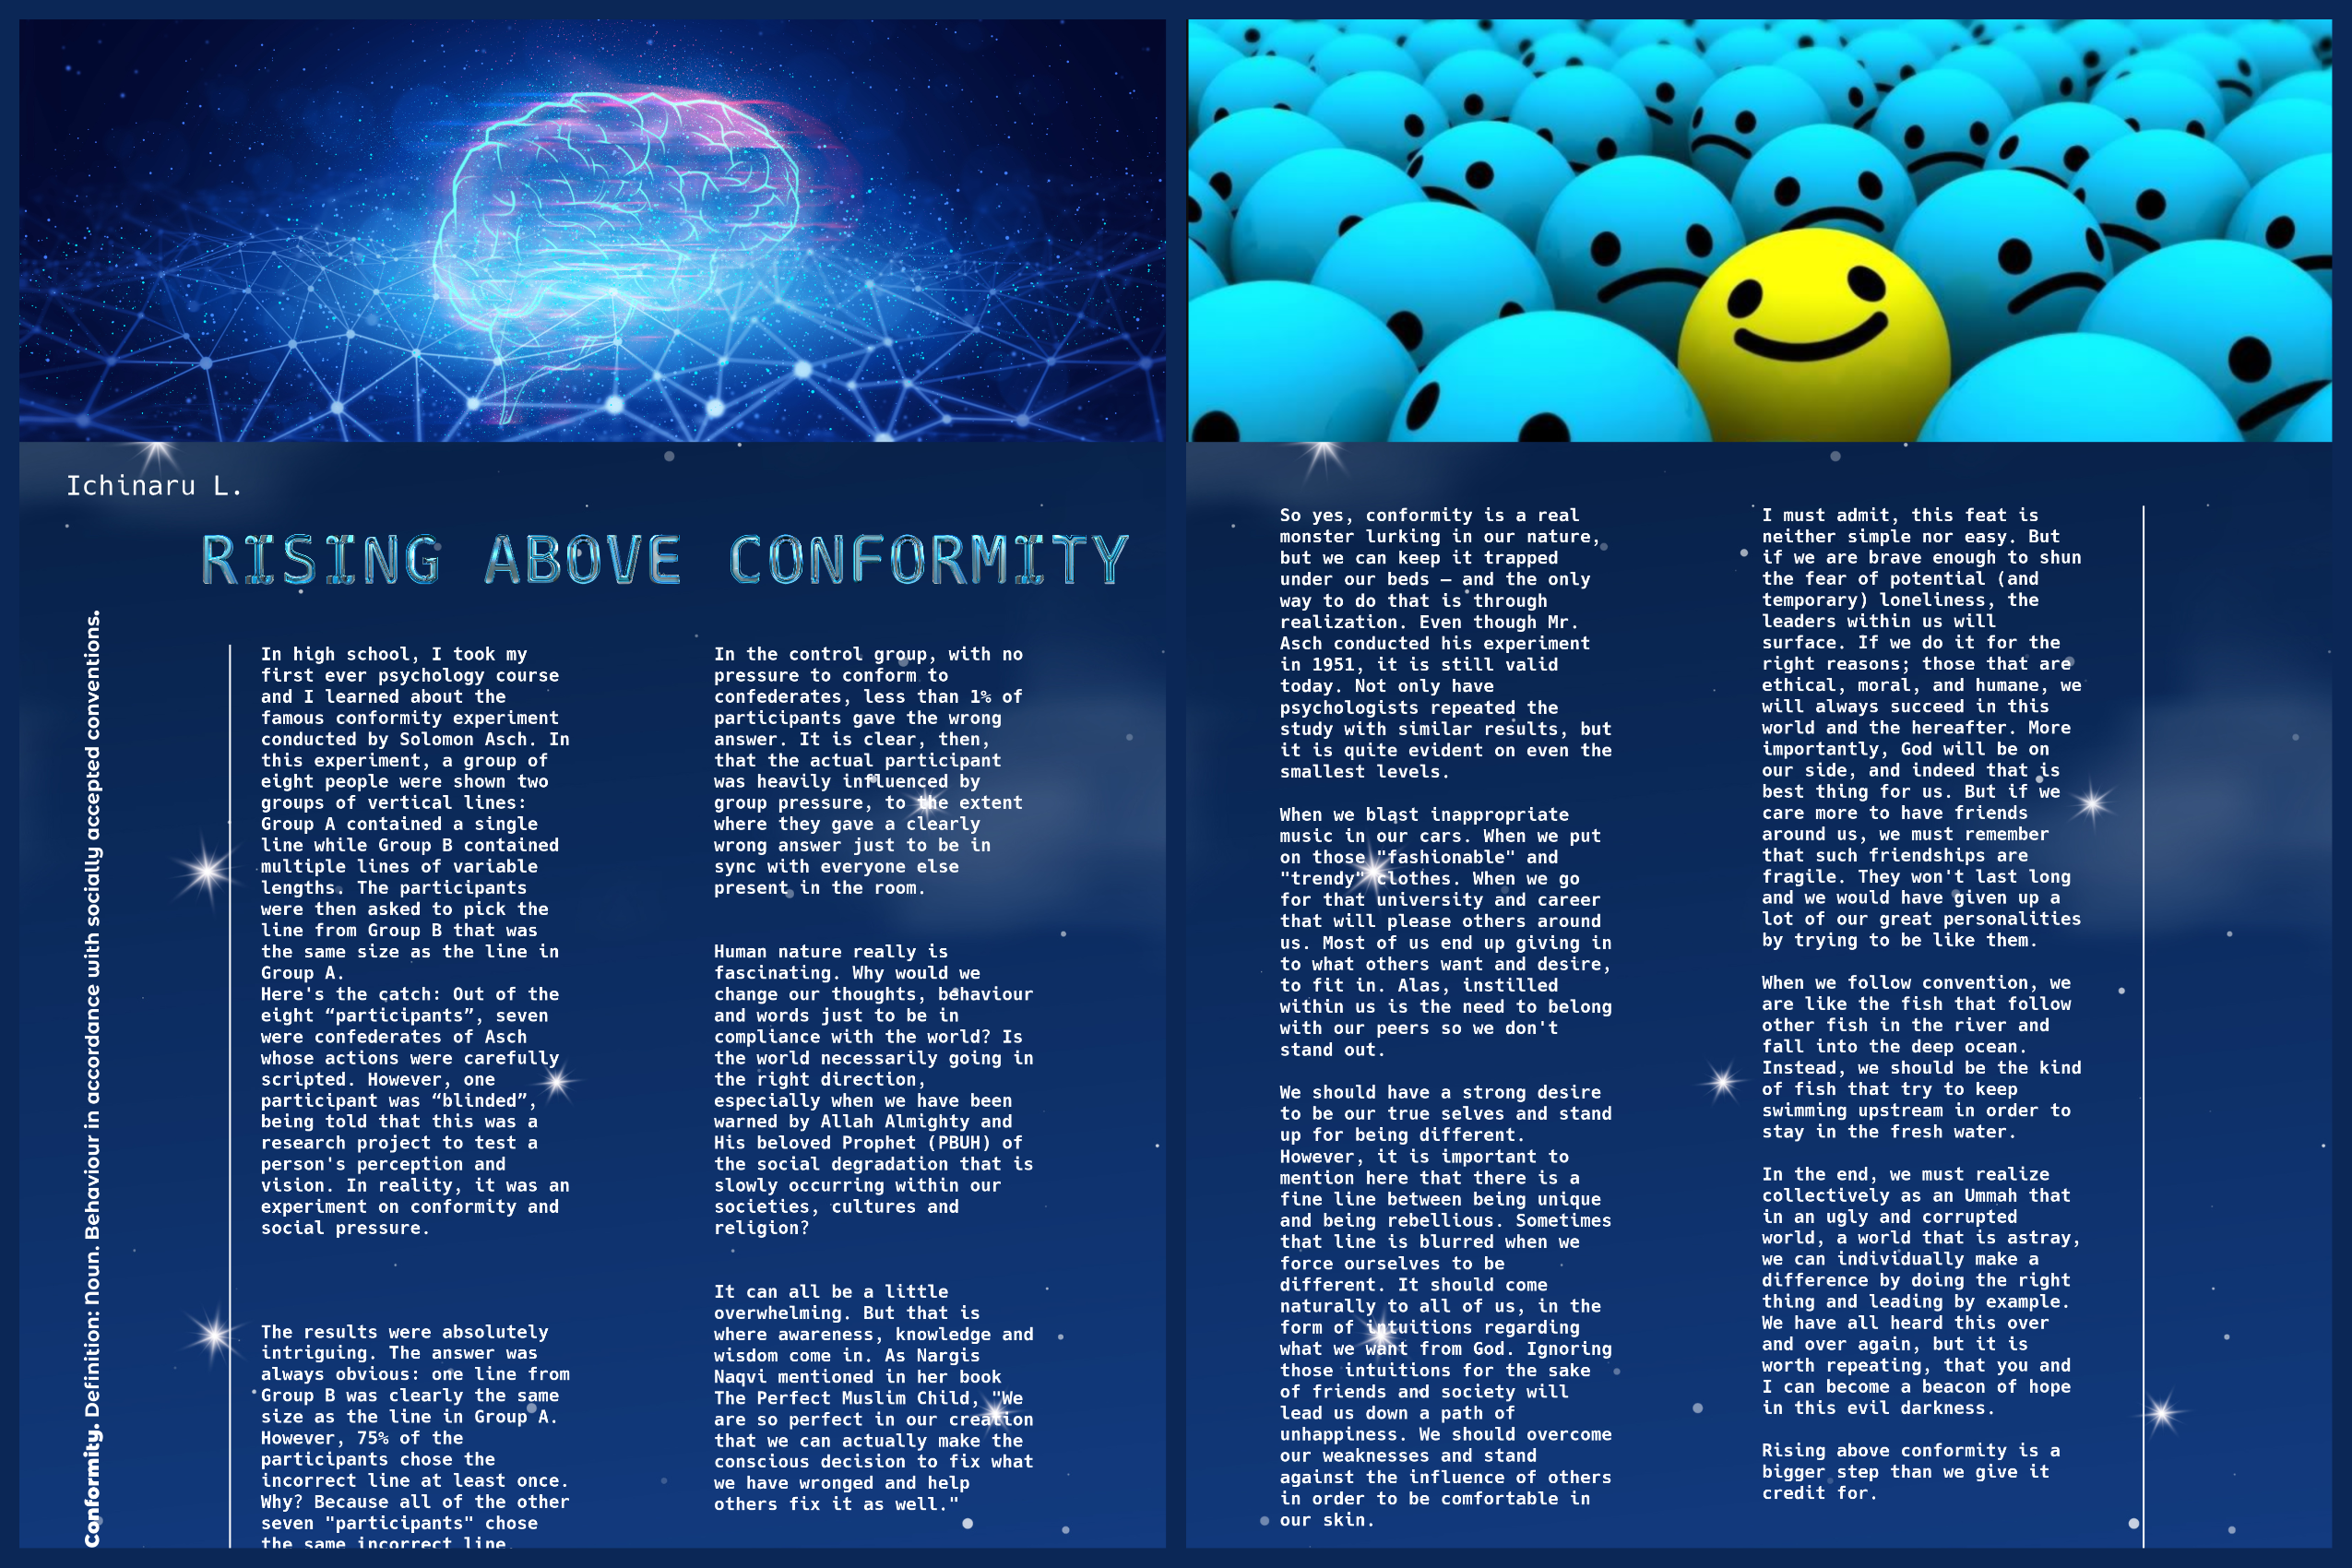 Ichinaru L.
RISING ABOVE CONFORMITY
Conformity. Definition: Noun. Behaviour in accordance with socially accepted conventions.
In high school, I took my
first ever psychology course
and I learned about the
famous conformity experiment
conducted by Solomon Asch. In
this experiment, a group of
eight people were shown two
groups of vertical lines:
Group A contained a single
line while Group B contained
multiple lines of variable
lengths. The participants
were then asked to pick the
line from Group B that was
the same size as the line in
Group A.
Here's the catch: Out of the
eight “participants”, seven
were confederates of Asch
whose actions were carefully
scripted. However, one
participant was “blinded”,
being told that this was a
research project to test a
person's perception and
vision. In reality, it was an
experiment on conformity and
social pressure.
The results were absolutely
intriguing. The answer was
always obvious: one line from
Group B was clearly the same
size as the line in Group A.
However, 75% of the
participants chose the
incorrect line at least once.
Why? Because all of the other
seven "participants" chose
the same incorrect line.
In the control group, with no
pressure to conform to
confederates, less than 1% of
participants gave the wrong
answer. It is clear, then,
that the actual participant
was heavily influenced by
group pressure, to the extent
where they gave a clearly
wrong answer just to be in
sync with everyone else
present in the room.
Human nature really is
fascinating. Why would we
change our thoughts, behaviour
and words just to be in
compliance with the world? Is
the world necessarily going in
the right direction,
especially when we have been
warned by Allah Almighty and
His beloved Prophet (PBUH) of
the social degradation that is
slowly occurring within our
societies, cultures and
religion?
It can all be a little
overwhelming. But that is
where awareness, knowledge and
wisdom come in. As Nargis
Naqvi mentioned in her book
The Perfect Muslim Child, "We
are so perfect in our creation
that we can actually make the
conscious decision to fix what
we have wronged and help
others fix it as well."
So yes, conformity is a real
monster lurking in our nature,
but we can keep it trapped
under our beds – and the only
way to do that is through
realization. Even though Mr.
Asch conducted his experiment
in 1951, it is still valid
today. Not only have
psychologists repeated the
study with similar results, but
it is quite evident on even the
smallest levels.
When we blast inappropriate
music in our cars. When we put
on those "fashionable" and
"trendy" clothes. When we go
for that university and career
that will please others around
us. Most of us end up giving in
to what others want and desire,
to fit in. Alas, instilled
within us is the need to belong
with our peers so we don't
stand out.
We should have a strong desire
to be our true selves and stand
up for being different.
However, it is important to
mention here that there is a
fine line between being unique
and being rebellious. Sometimes
that line is blurred when we
force ourselves to be
different. It should come
naturally to all of us, in the
form of intuitions regarding
what we want from God. Ignoring
those intuitions for the sake
of friends and society will
lead us down a path of
unhappiness. We should overcome
our weaknesses and stand
against the influence of others
in order to be comfortable in
our skin.
I must admit, this feat is
neither simple nor easy. But
if we are brave enough to shun
the fear of potential (and
temporary) loneliness, the
leaders within us will
surface. If we do it for the
right reasons; those that are
ethical, moral, and humane, we
will always succeed in this
world and the hereafter. More
importantly, God will be on
our side, and indeed that is
best thing for us. But if we
care more to have friends
around us, we must remember
that such friendships are
fragile. They won't last long
and we would have given up a
lot of our great personalities
by trying to be like them.
When we follow convention, we
are like the fish that follow
other fish in the river and
fall into the deep ocean.
Instead, we should be the kind
of fish that try to keep
swimming upstream in order to
stay in the fresh water.
In the end, we must realize
collectively as an Ummah that
in an ugly and corrupted
world, a world that is astray,
we can individually make a
difference by doing the right
thing and leading by example.
We have all heard this over
and over again, but it is
worth repeating, that you and
I can become a beacon of hope
in this evil darkness.
Rising above conformity is a
bigger step than we give it
credit for.